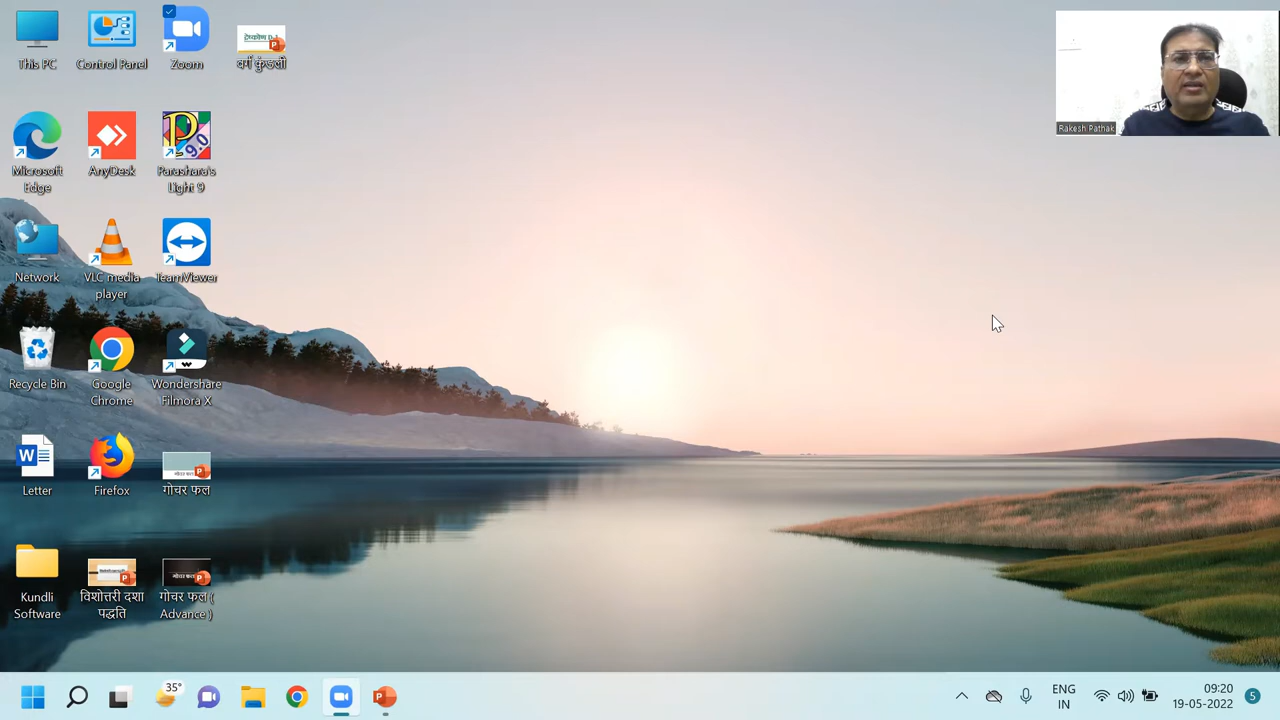 This PC
Control Panel
Zoom
वर्ग कुंडली
Rakesh Pathak
Microsoft
Edge
AnyDesk
P
9.0
Parashara's
Light 9
Network
VLC media
player
TeamViewer
Recycle Bin
Google
Chrome
Wondershare
Filmora X
Letter
Firefox
गोचर फल
Kundli
Software
विशोत्तरी दशा
पद्धति
गोचर फल (
Advance )
35°
ENG
IN
09:20
19-05-2022
5